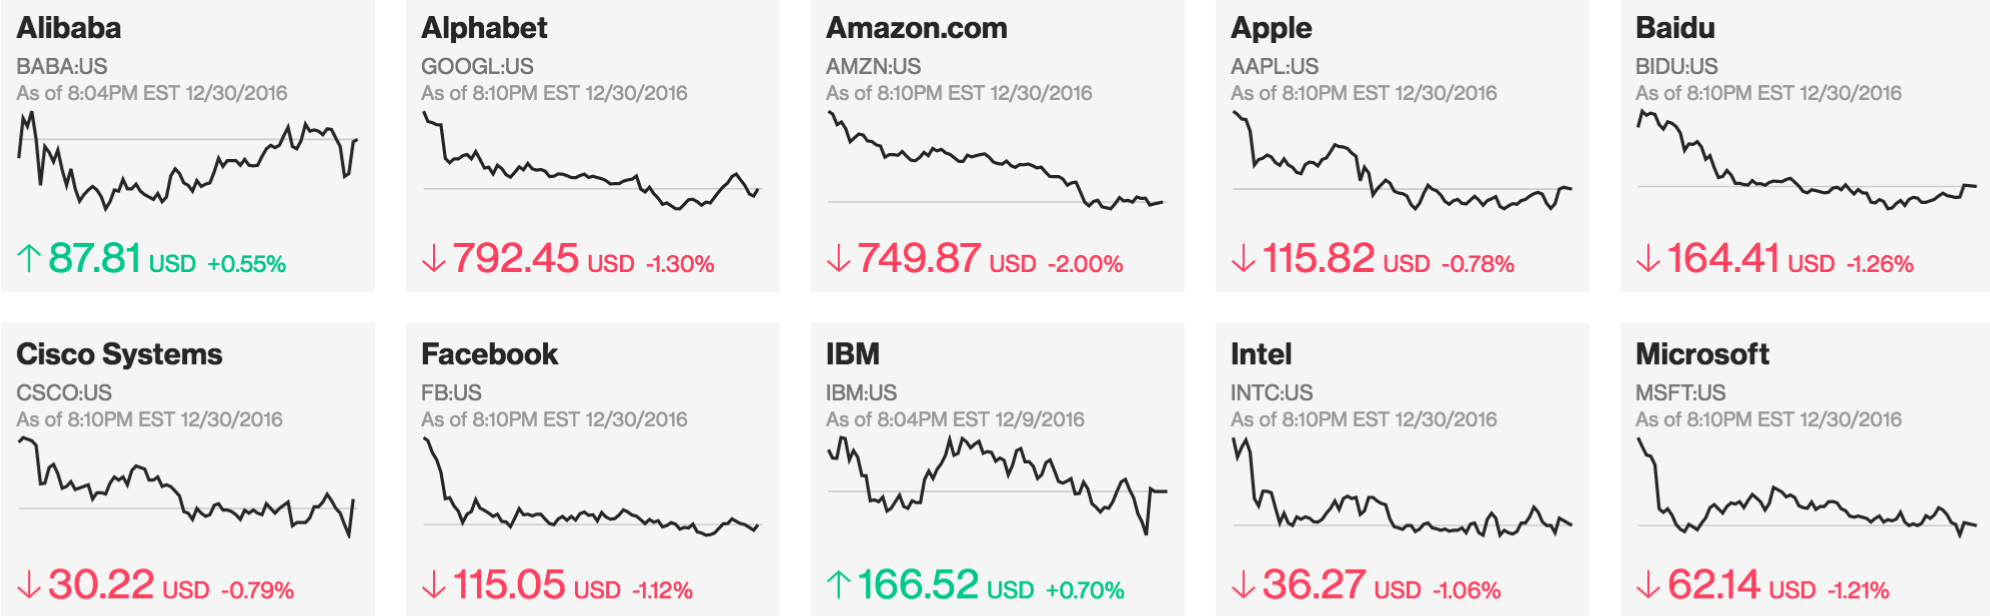 Alibaba
BABA:US
As of 8:04PM EST 12/30/2016
↑ 87.81 USD +0.55%
Alphabet
GOOGL:US
As of 8:10PM EST 12/30/2016
↓ 792.45 USD -1.30%
Amazon.com
AMZN:US
As of 8:10PM EST 12/30/2016
↓ 749.87 USD -2.00%
Apple
AAPL:US
As of 8:10PM EST 12/30/2016
↓ 115.82 USD -0.78%
Baidu
BIDU:US
As of 8:10PM EST 12/30/2016
↓ 164.41 USD -1.26%
Cisco Systems
CSCO:US
As of 8:10PM EST 12/30/2016
↓ 30.22 USD -0.79%
Facebook
FB:US
As of 8:10PM EST 12/30/2016
↓ 115.05 USD -1.12%
IBM
IBM:US
As of 8:04PM EST 12/9/2016
↑ 166.52 USD +0.70%
Intel
INTC:US
As of 8:10PM EST 12/30/2016
↓ 36.27 USD -1.06%
Microsoft
MSFT:US
As of 8:10PM EST 12/30/2016
↓ 62.14 USD -1.21%